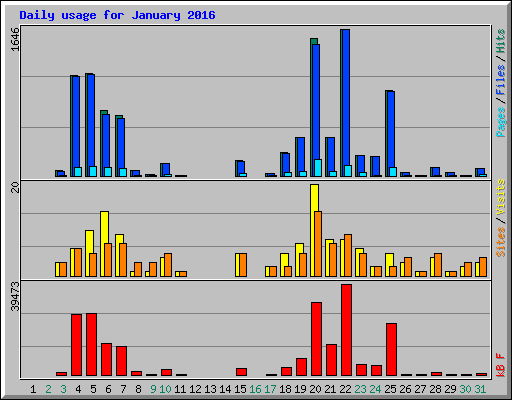 Daily usage for January 2016
1646
Pages / Files / Hits
20
Sites / Visits
39473
kB F
1 2 3 4 5 6 7 8 9 10 11 12 13 14 15 16 17 18 19 20 21 22 23 24 25 26 27 28 29 30 31